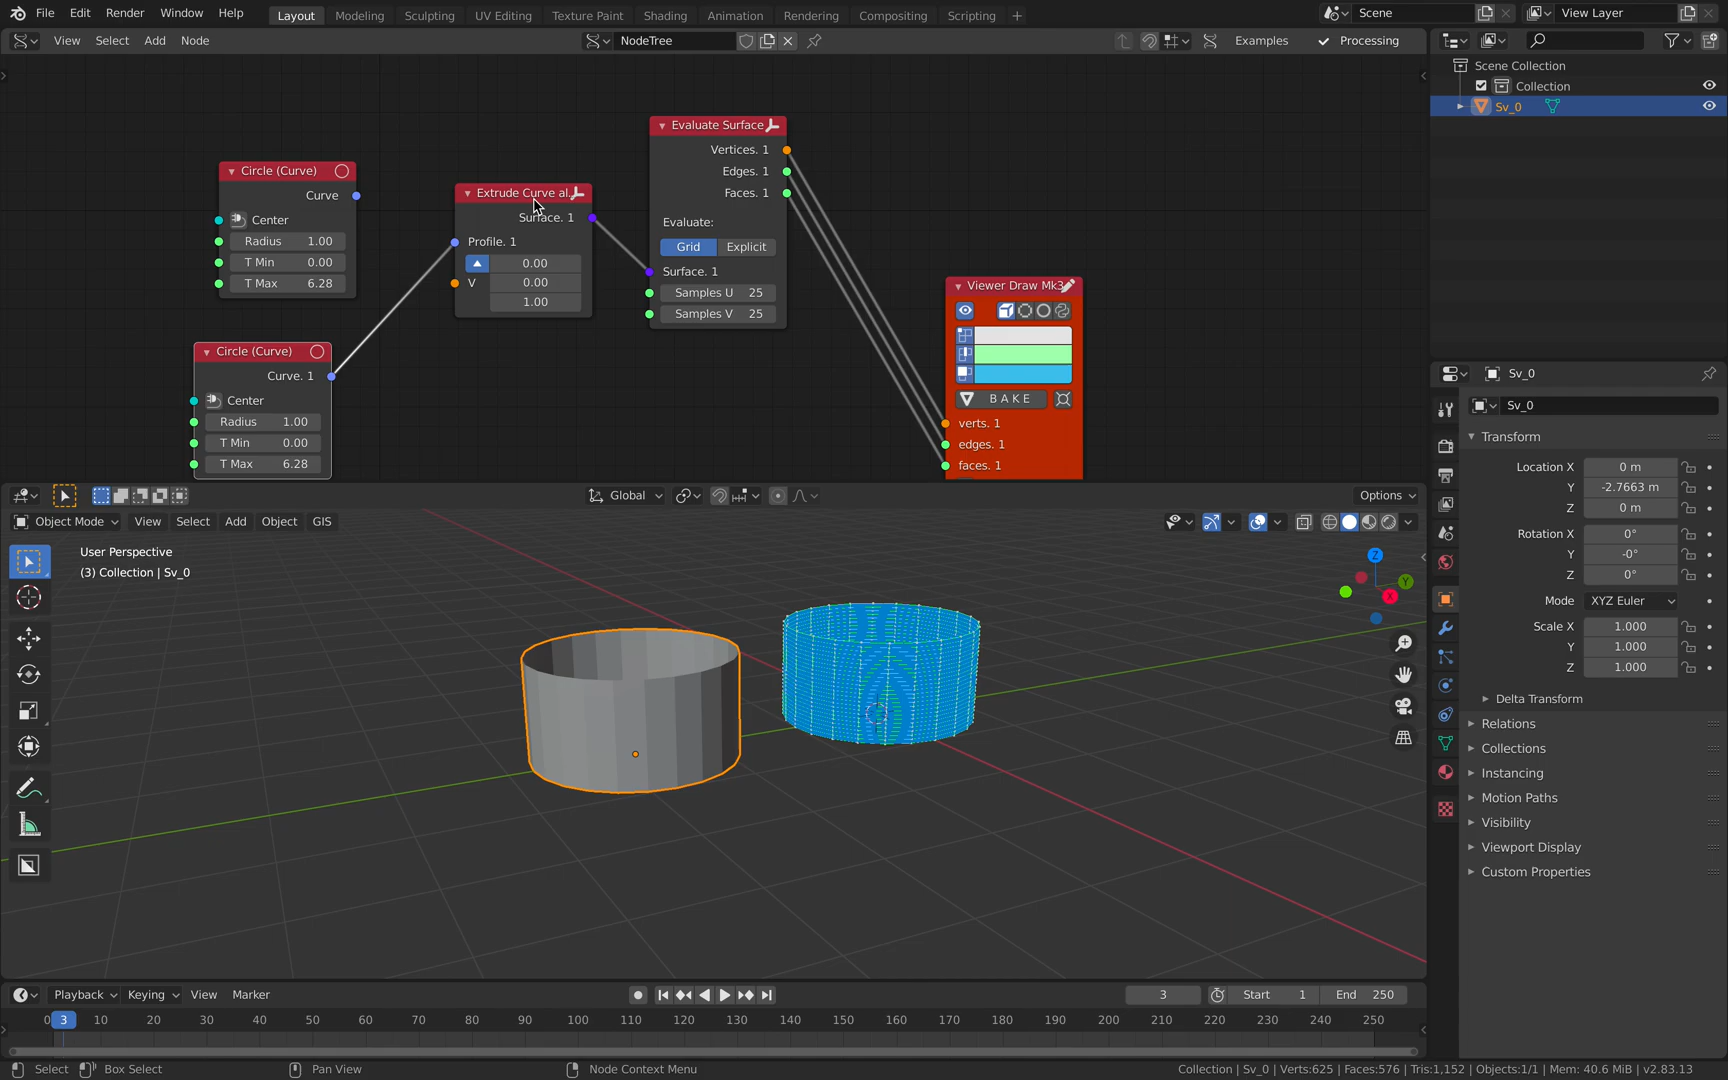 File Edit Render Window Help Layout Modeling Sculpting UV Editing Texture Paint Shading Animation Rendering Compositing Scripting + Scene View Layer
View Select Add Node NodeTree Examples Processing
Scene Collection
Collection
Sv_0
Evaluate Surface
Vertices. 1
Edges. 1
Faces. 1
Evaluate:
Grid Explicit
Surface. 1
Samples U 25
Samples V 25
Circle (Curve)
Curve
Center
Radius 1.00
T Min 0.00
T Max 6.28
Extrude Curve al.
Surface. 1
Profile. 1
0.00
V 0.00
1.00
Viewer Draw Mk3
BAKE
verts. 1
edges. 1
faces. 1
Circle (Curve)
Curve. 1
Center
Radius 1.00
T Min 0.00
T Max 6.28
Global Options
Object Mode View Select Add Object GIS
User Perspective
(3) Collection | Sv_0
Z
Y
X
Sv_0
Sv_0
Transform
Location X 0 m
Y -2.7663 m
Z 0 m
Rotation X 0°
Y -0°
Z 0°
Mode XYZ Euler
Scale X 1.000
Y 1.000
Z 1.000
Delta Transform
Relations
Collections
Instancing
Motion Paths
Visibility
Viewport Display
Custom Properties
Playback Keying View Marker 3 Start 1 End 250
0 3 10 20 30 40 50 60 70 80 90 100 110 120 130 140 150 160 170 180 190 200 210 220 230 240 250
Select Box Select Pan View Node Context Menu Collection | Sv_0 | Verts:625 | Faces:576 | Tris:1,152 | Objects:1/1 | Mem: 40.6 MiB | v2.83.13